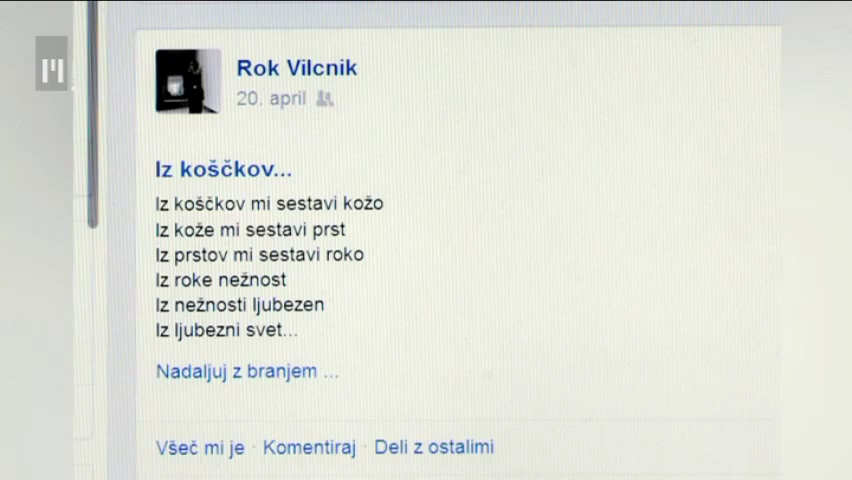 Rok Vilcnik
20. april
Iz koščkov...
Iz koščkov mi sestavi kožo
Iz kože mi sestavi prst
Iz prstov mi sestavi roko
Iz roke nežnost
Iz nežnosti ljubezen
Iz ljubezni svet...
Nadaljuj z branjem ...
Všeč mi je · Komentiraj · Deli z ostalimi